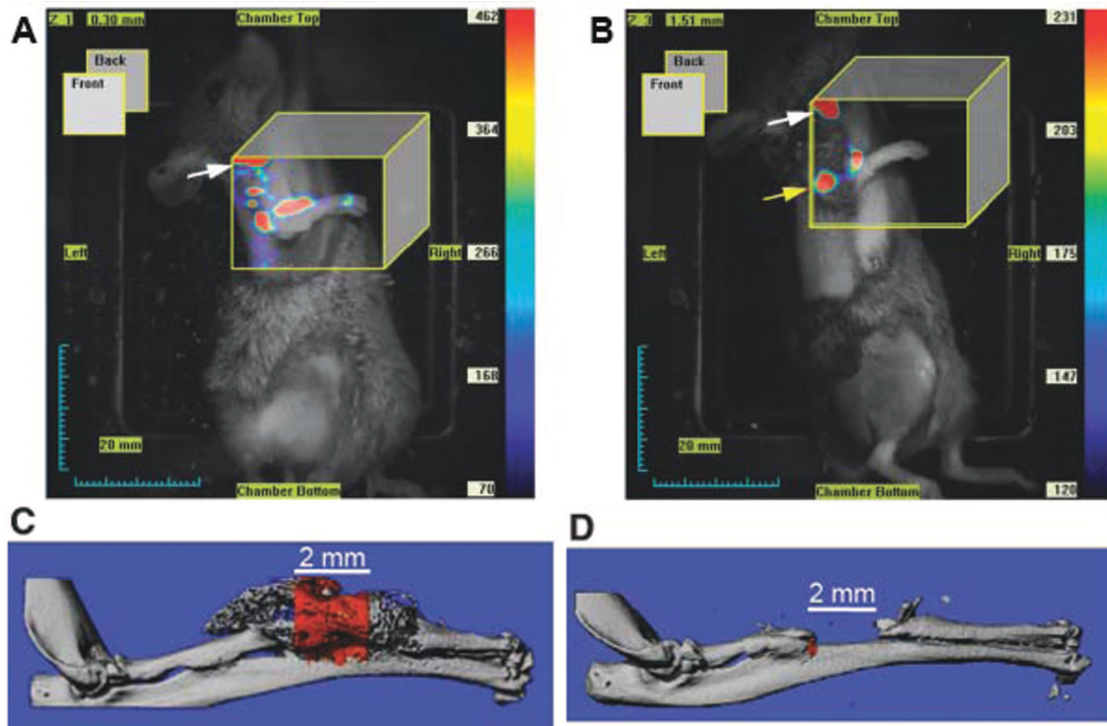 A
Z 1 0.30 mm
Chamber Top
462
Back
Front
364
Left
Right
266
168
20 mm
Chamber Bottom
70
B
Z 3 1.51 mm
Chamber Top
231
Back
Front
203
Left
Right
175
147
20 mm
Chamber Bottom
120
C
2 mm
D
2 mm